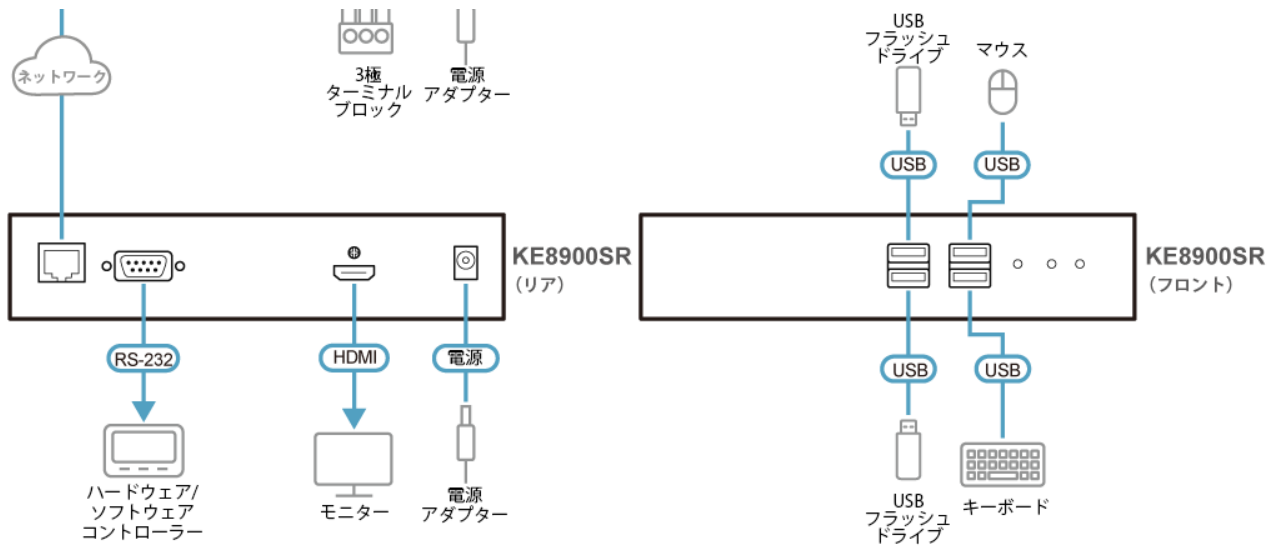 ネットワーク
3極
ターミナル
ブロック
電源
アダプター
USB
フラッシュ
ドライブ
マウス
USB
USB
KE8900SR
（リア）
KE8900SR
（フロント）
RS-232
HDMI
電源
USB
USB
ハードウェア/
ソフトウェア
コントローラー
モニター
電源
アダプター
USB
フラッシュ
ドライブ
キーボード